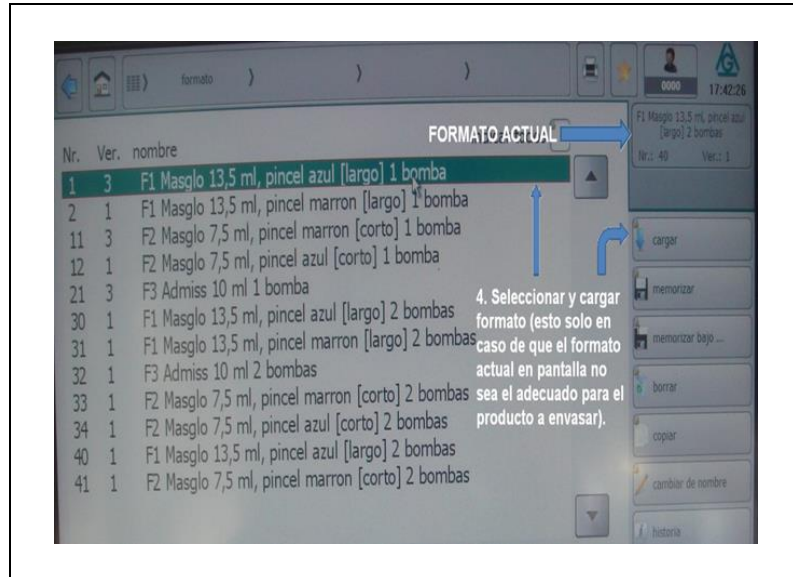 formato
0000
17:42:26
FORMATO ACTUAL
F1 Masglo 13,5 ml, pincel azul
[largo] 2 bombas
Nr.: 40 Ver.: 1
Nr. Ver. nombre
1 3 F1 Masglo 13,5 ml, pincel azul [largo] 1 bomba
2 1 F1 Masglo 13,5 ml, pincel marron [largo] 1 bomba
11 3 F2 Masglo 7,5 ml, pincel marron [corto] 1 bomba
12 1 F2 Masglo 7,5 ml, pincel azul [corto] 1 bomba
21 3 F3 Admiss 10 ml 1 bomba
30 1 F1 Masglo 13,5 ml, pincel azul [largo] 2 bombas
31 1 F1 Masglo 13,5 ml, pincel marron [largo] 2 bombas
32 1 F3 Admiss 10 ml 2 bombas
33 1 F2 Masglo 7,5 ml, pincel marron [corto] 2 bombas
34 1 F2 Masglo 7,5 ml, pincel azul [corto] 2 bombas
40 1 F1 Masglo 13,5 ml, pincel azul [largo] 2 bombas
41 1 F2 Masglo 7,5 ml, pincel marron [corto] 2 bombas
4. Seleccionar y cargar
formato (esto solo en
caso de que el formato
actual en pantalla no
sea el adecuado para el
producto a envasar).
cargar
memorizar
memorizar bajo ...
borrar
copiar
cambiar de nombre
historia